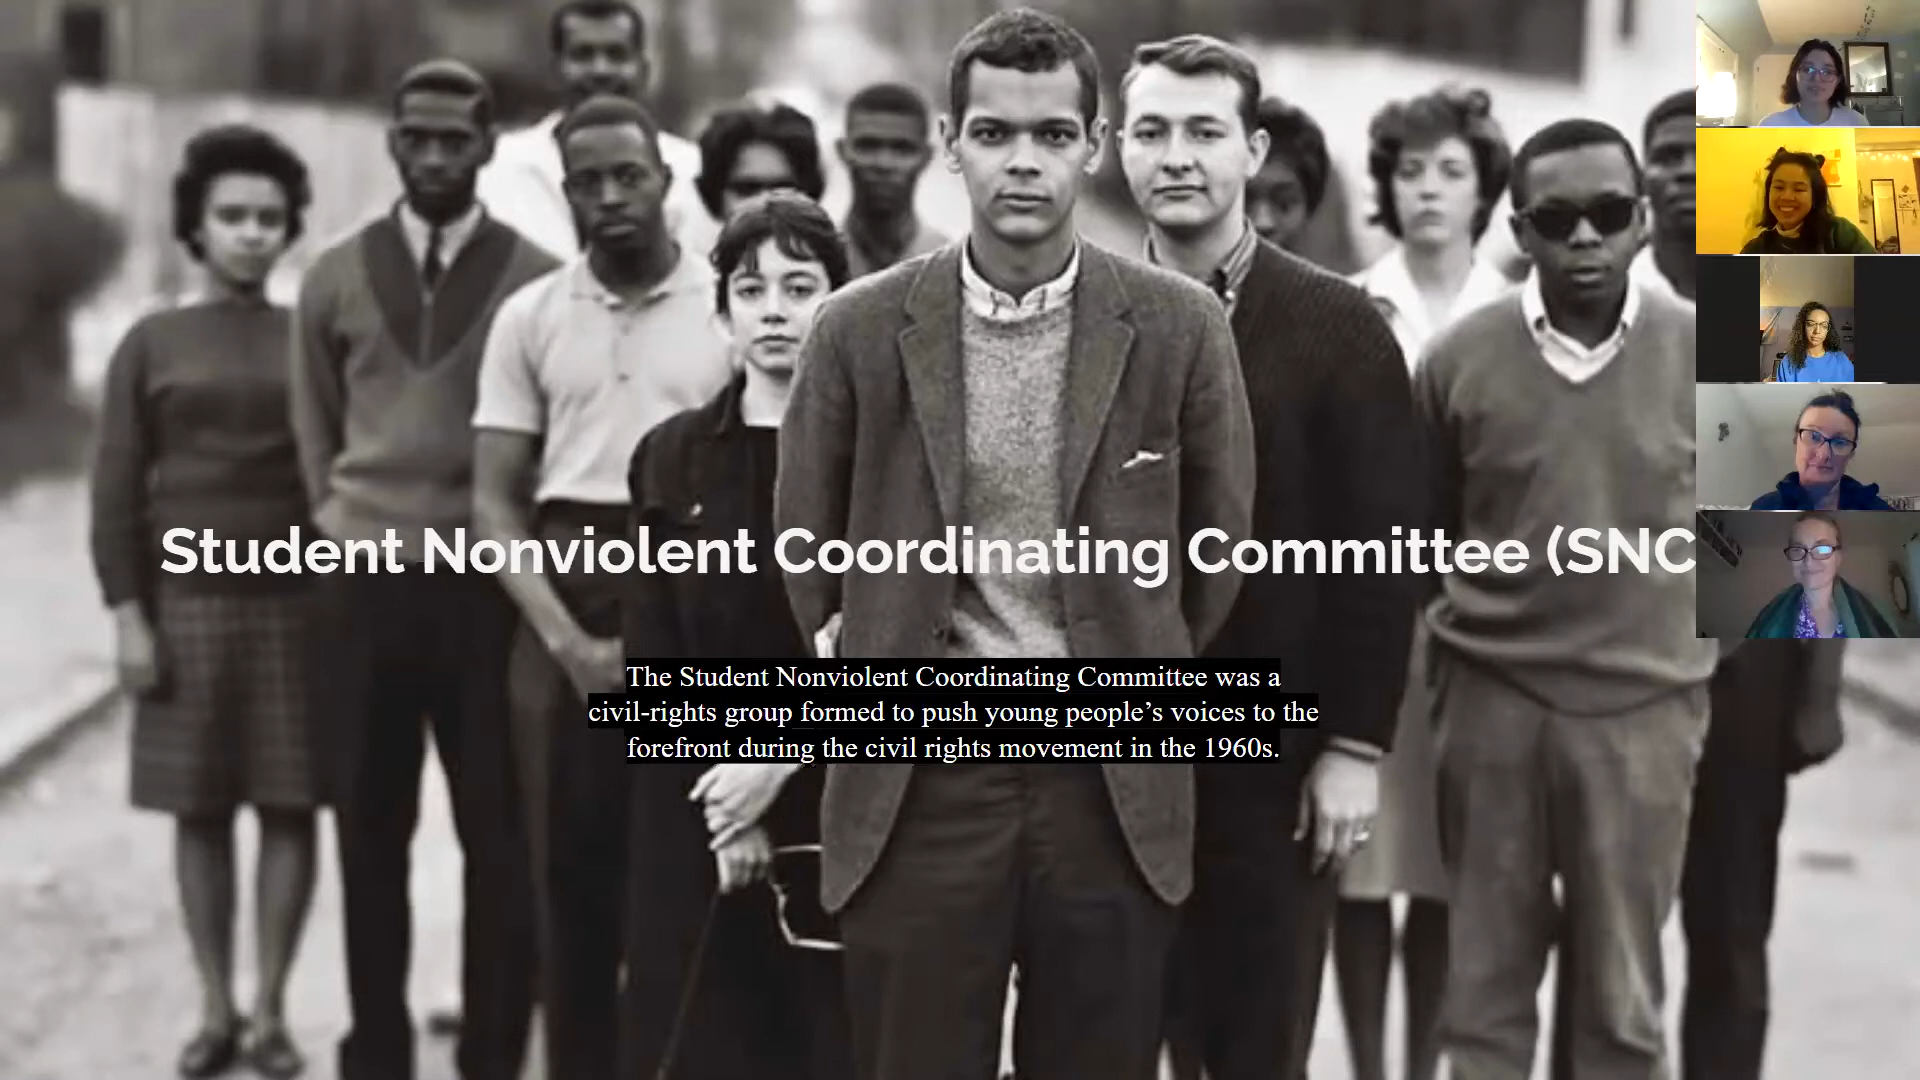 Student Nonviolent Coordinating Committee (SNC
The Student Nonviolent Coordinating Committee was a
civil-rights group formed to push young people’s voices to the
forefront during the civil rights movement in the 1960s.